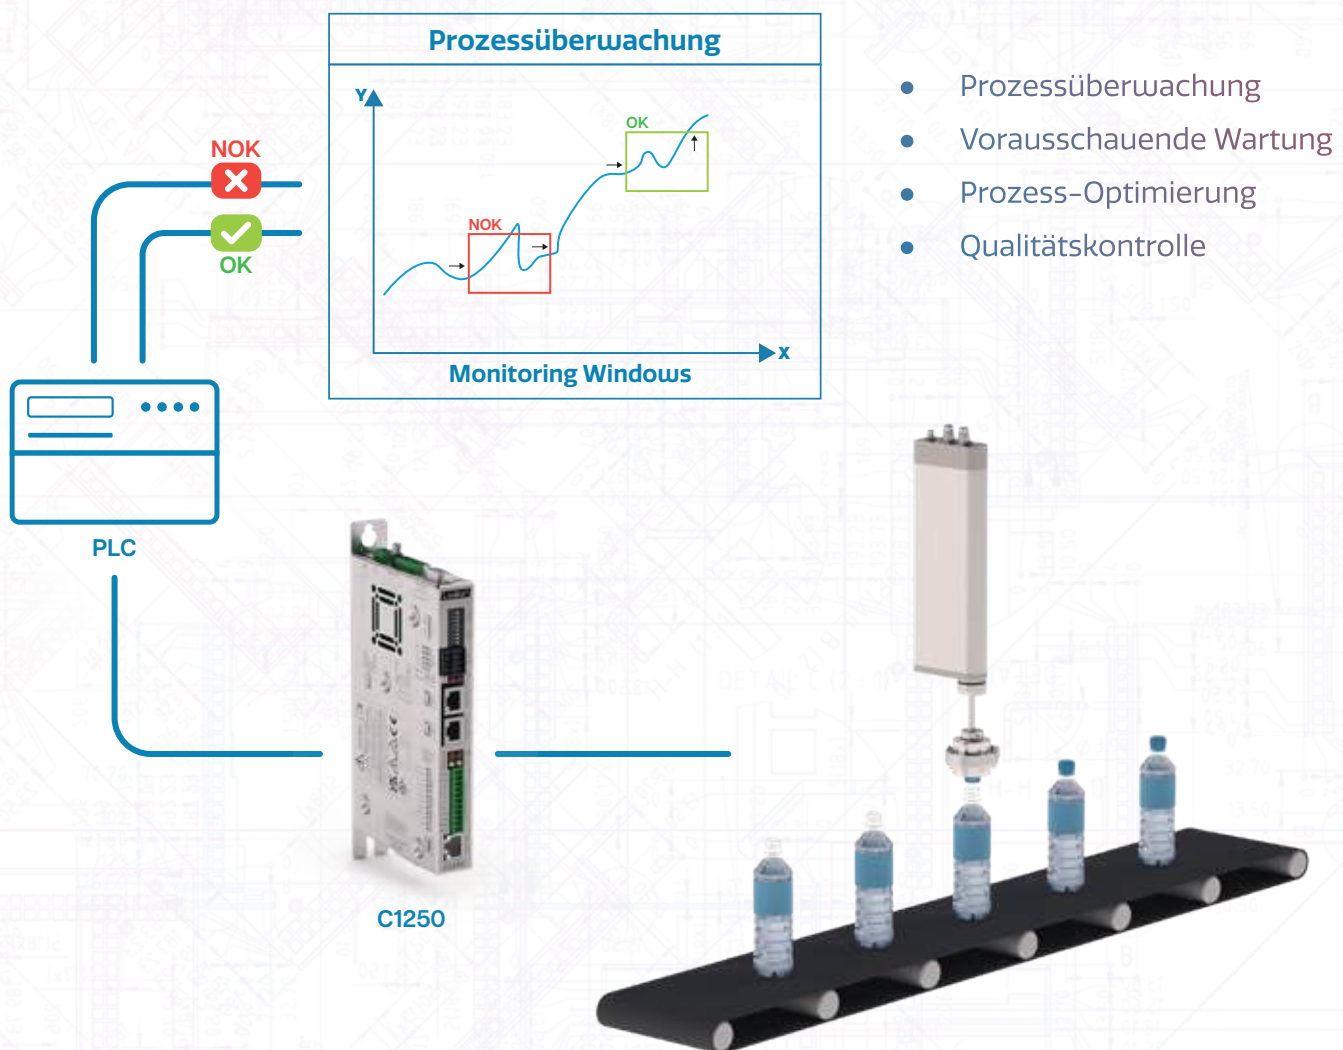 Prozessüberwachung
Y
OK
NOK
X
Monitoring Windows
NOK
OK
PLC
C1250
Prozessüberwachung
Vorausschauende Wartung
Prozess-Optimierung
Qualitätskontrolle